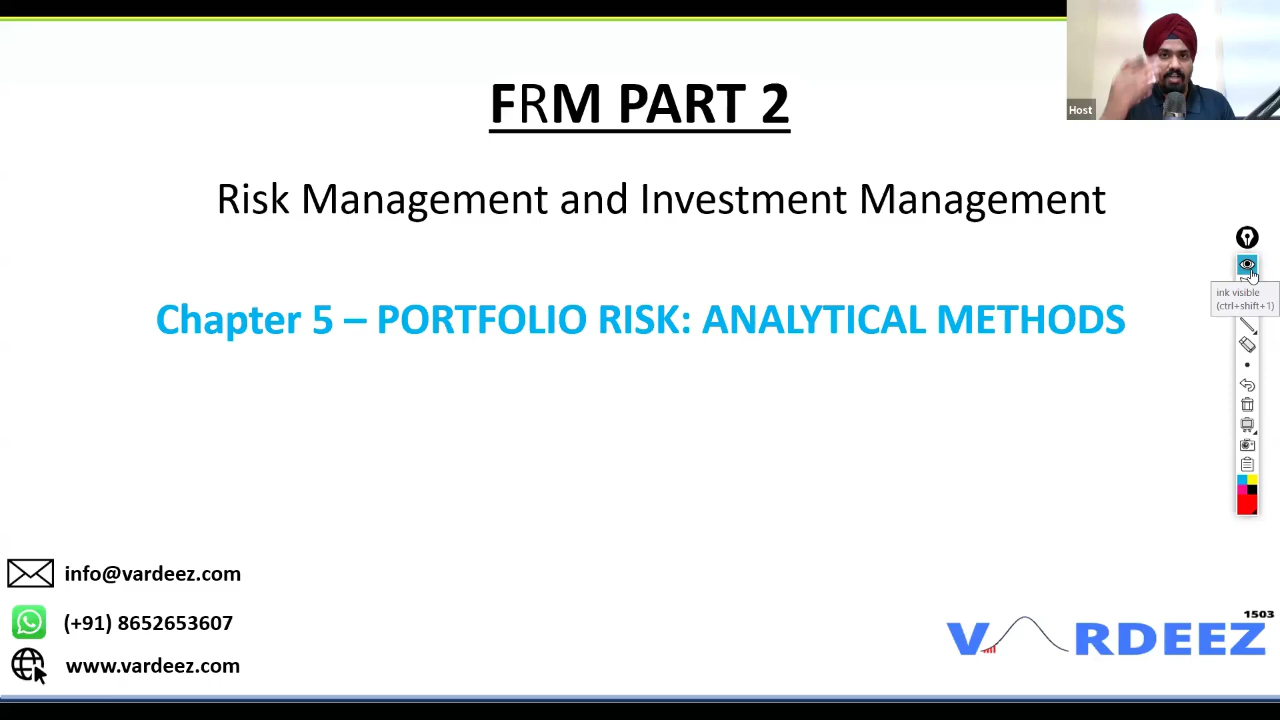 FRM PART 2
Host
Risk Management and Investment Management
Chapter 5 – PORTFOLIO RISK: ANALYTICAL METHODS
ink visible
(ctrl+shift+1)
info@vardeez.com
(+91) 8652653607
www.vardeez.com
1503
VARDEEZ